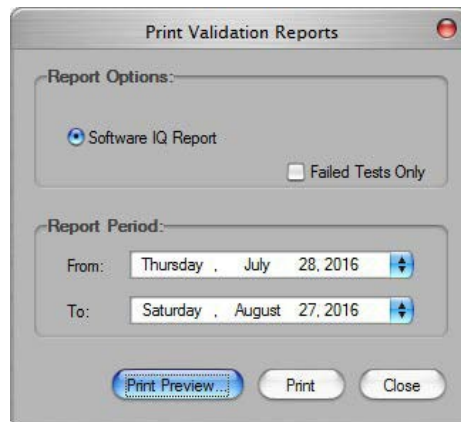 Print Validation Reports
Report Options:
Software IQ Report
Failed Tests Only
Report Period:
From: Thursday , July 28, 2016
To: Saturday , August 27, 2016
Print Preview... Print Close